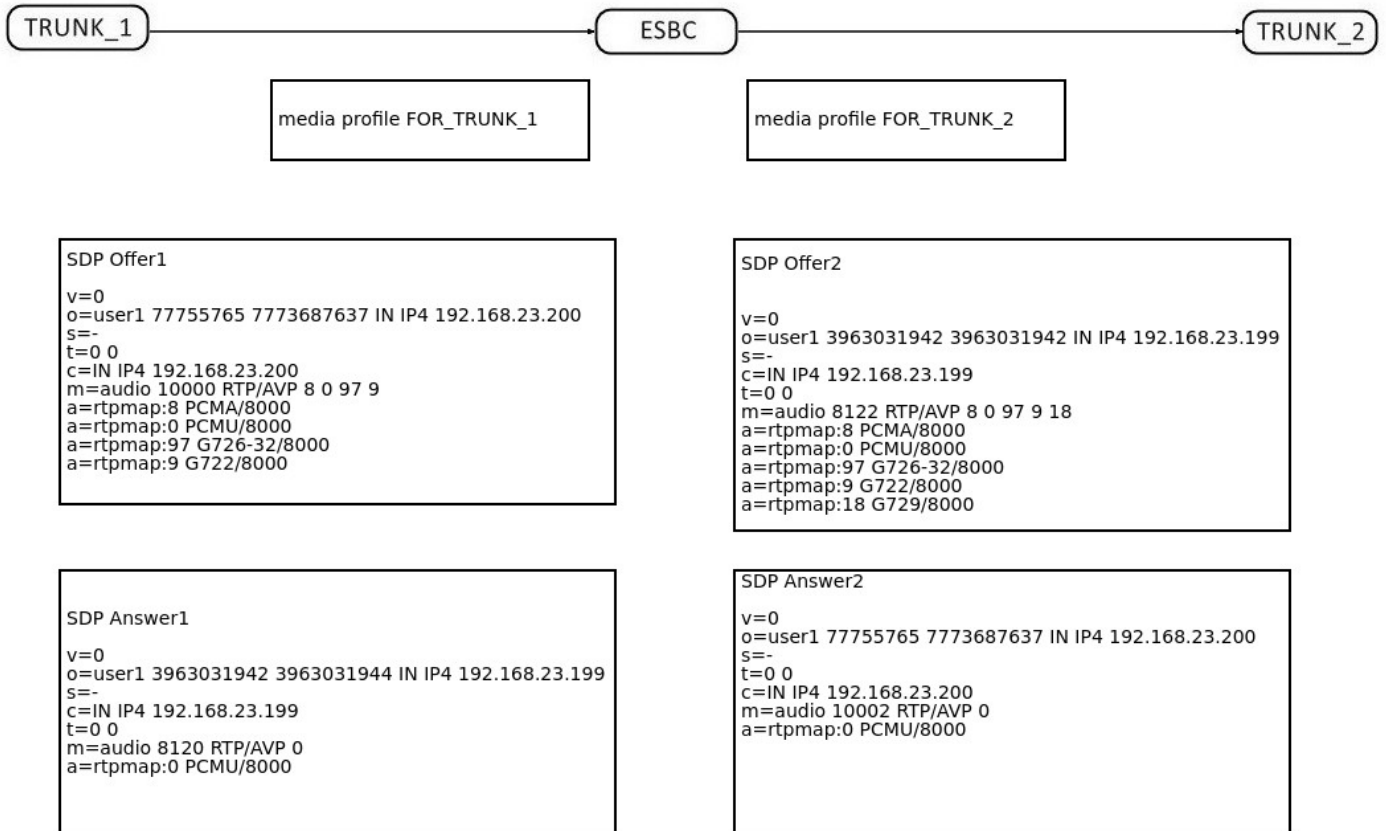 TRUNK_1
ESBC
TRUNK_2
media profile FOR_TRUNK_1
media profile FOR_TRUNK_2
SDP Offer1
v=0
o=user1 77755765 7773687637 IN IP4 192.168.23.200
s=-
t=0 0
c=IN IP4 192.168.23.200
m=audio 10000 RTP/AVP 8 0 97 9
a=rtpmap:8 PCMA/8000
a=rtpmap:0 PCMU/8000
a=rtpmap:97 G726-32/8000
a=rtpmap:9 G722/8000
SDP Offer2
v=0
o=user1 3963031942 3963031942 IN IP4 192.168.23.199
s=-
c=IN IP4 192.168.23.199
t=0 0
m=audio 8122 RTP/AVP 8 0 97 9 18
a=rtpmap:8 PCMA/8000
a=rtpmap:0 PCMU/8000
a=rtpmap:97 G726-32/8000
a=rtpmap:9 G722/8000
a=rtpmap:18 G729/8000
SDP Answer1
v=0
o=user1 3963031942 3963031944 IN IP4 192.168.23.199
s=-
c=IN IP4 192.168.23.199
t=0 0
m=audio 8120 RTP/AVP 0
a=rtpmap:0 PCMU/8000
SDP Answer2
v=0
o=user1 77755765 7773687637 IN IP4 192.168.23.200
s=-
t=0 0
c=IN IP4 192.168.23.200
m=audio 10002 RTP/AVP 0
a=rtpmap:0 PCMU/8000